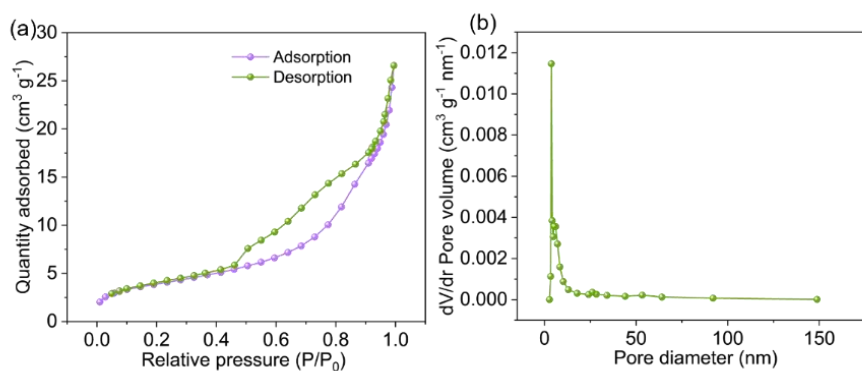 (a)
30
25
20
15
10
5
0
Quantity adsorbed (cm³ g⁻¹)
Adsorption
Desorption
0.0 0.2 0.4 0.6 0.8 1.0
Relative pressure (P/P₀)
(b)
0.012
0.010
0.008
0.006
0.004
0.002
0.000
dV/dr Pore volume (cm³ g⁻¹ nm⁻¹)
0 50 100 150
Pore diameter (nm)